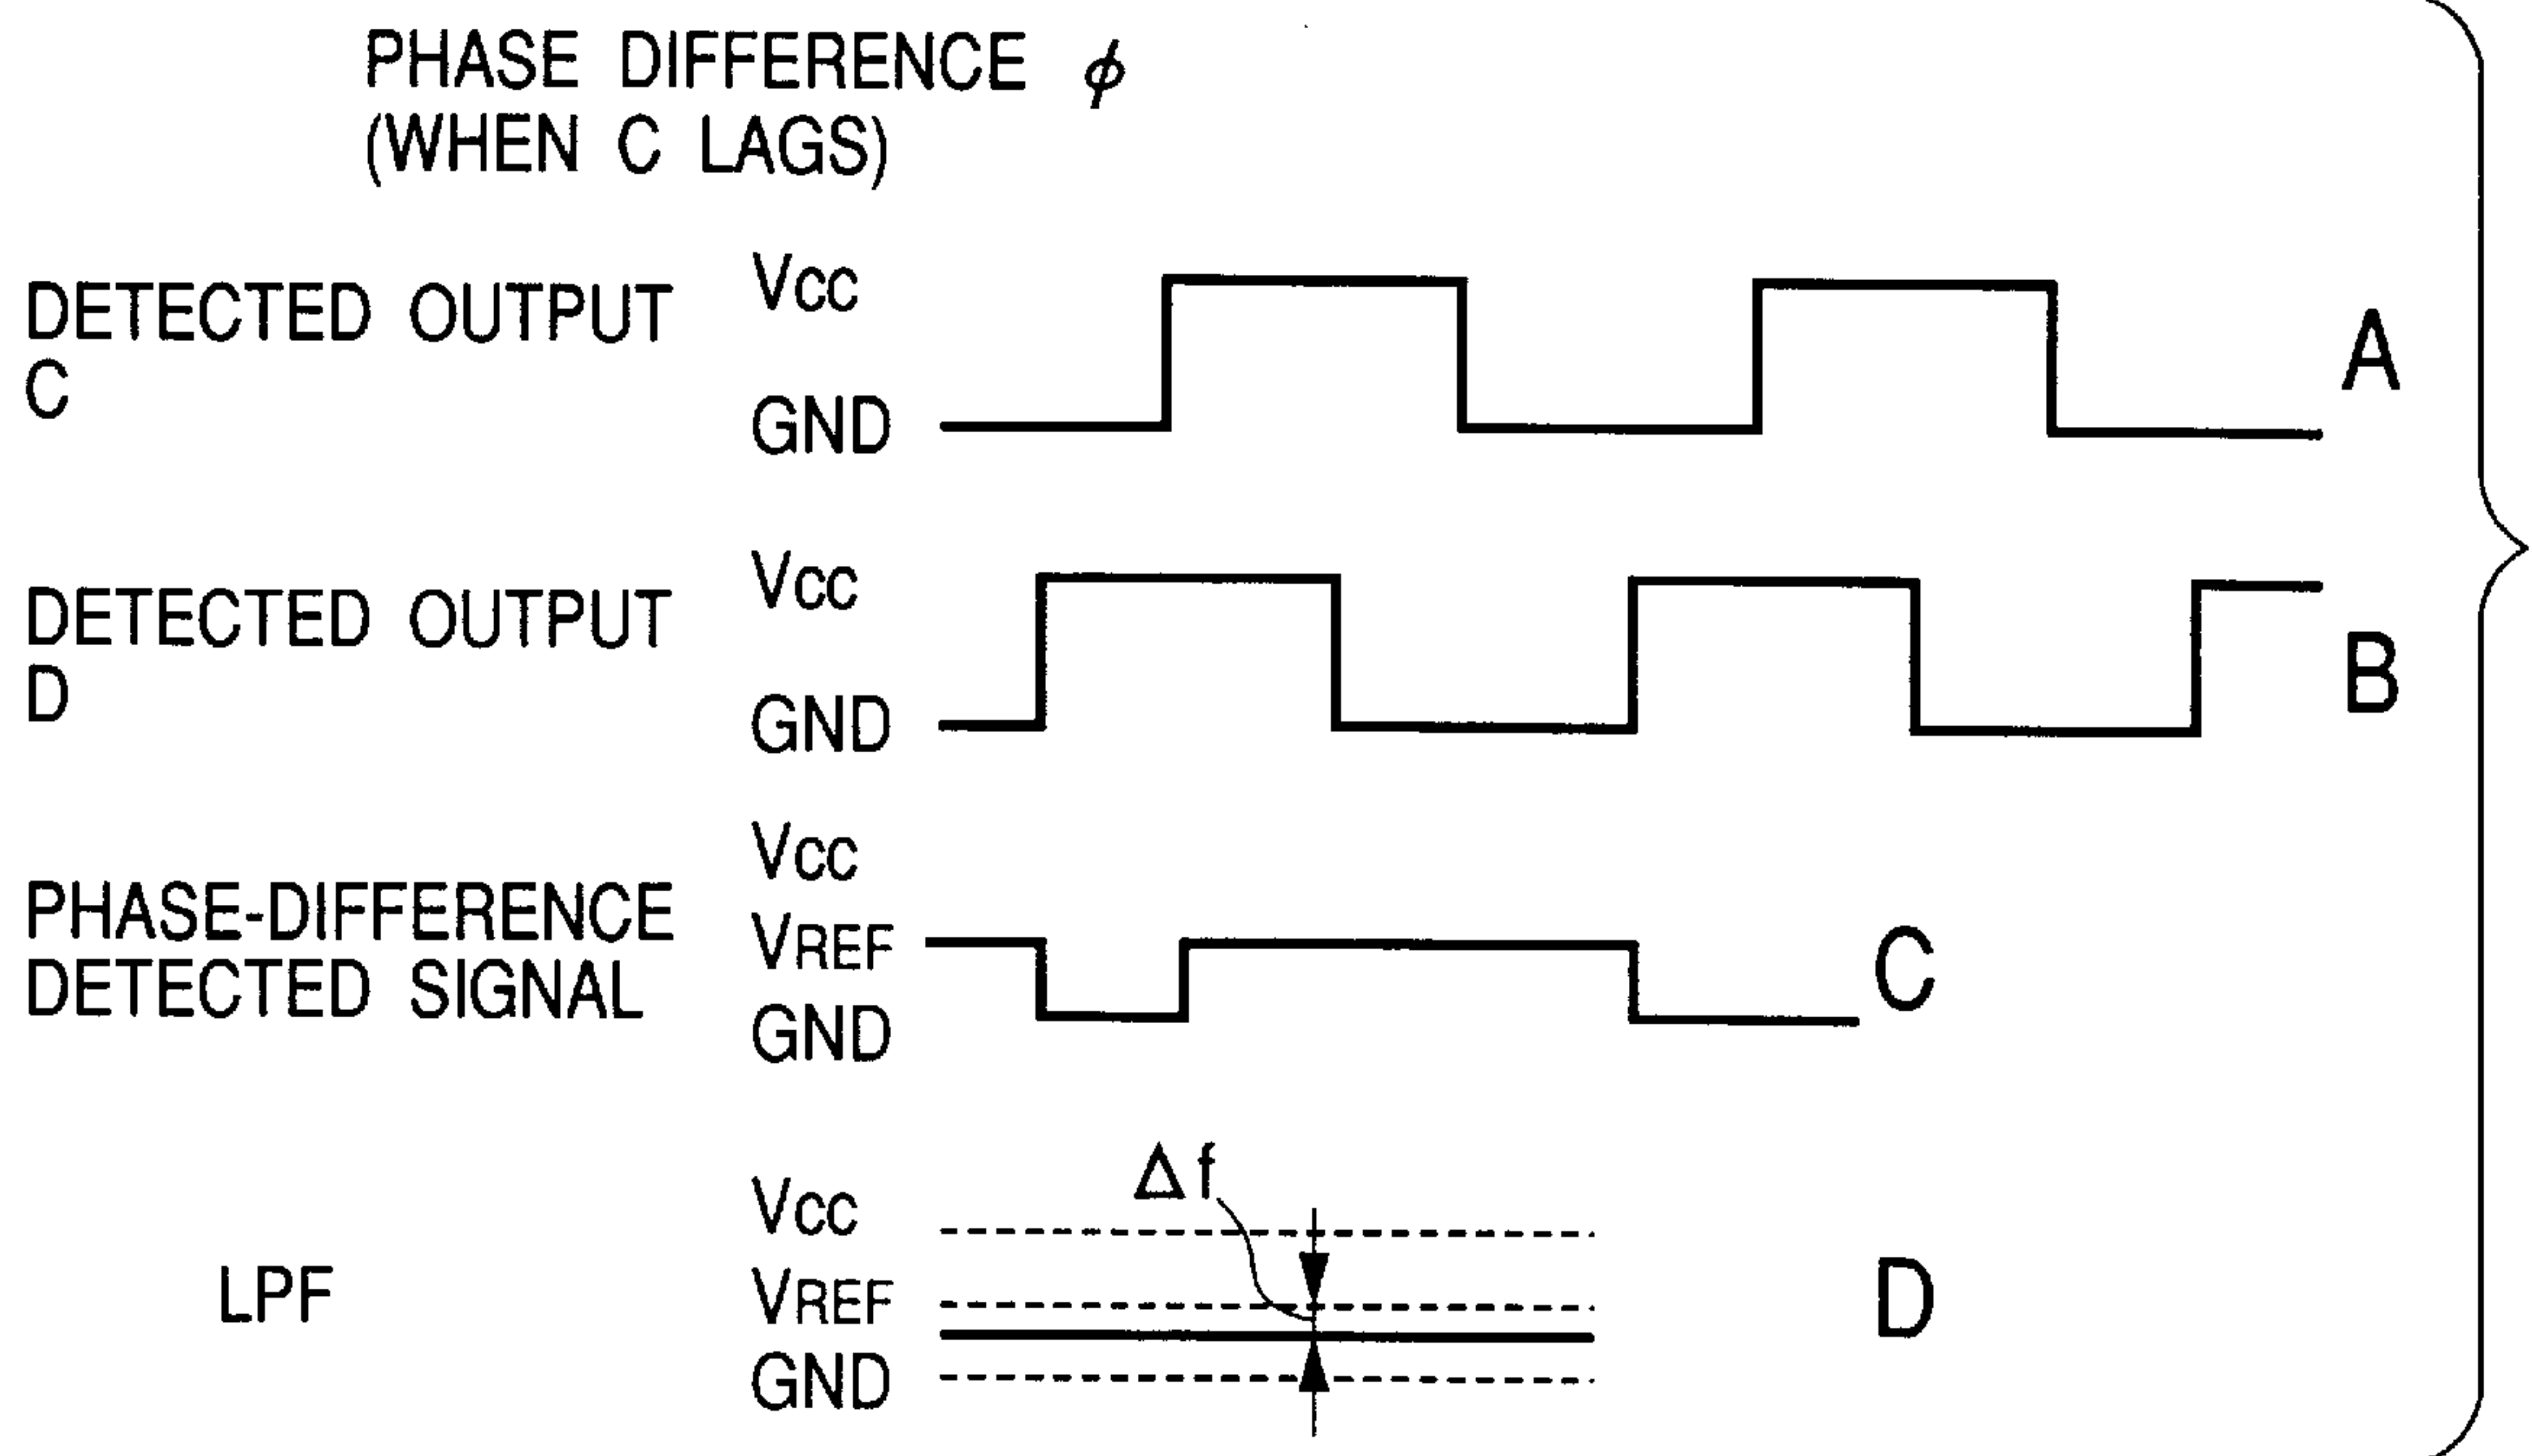 PHASE DIFFERENCE ϕ
(WHEN C LAGS)
DETECTED OUTPUT
C
VCC
GND
A
DETECTED OUTPUT
D
VCC
GND
B
PHASE-DIFFERENCE
DETECTED SIGNAL
VCC
VREF
GND
C
LPF
VCC
VREF
GND
Δf
D